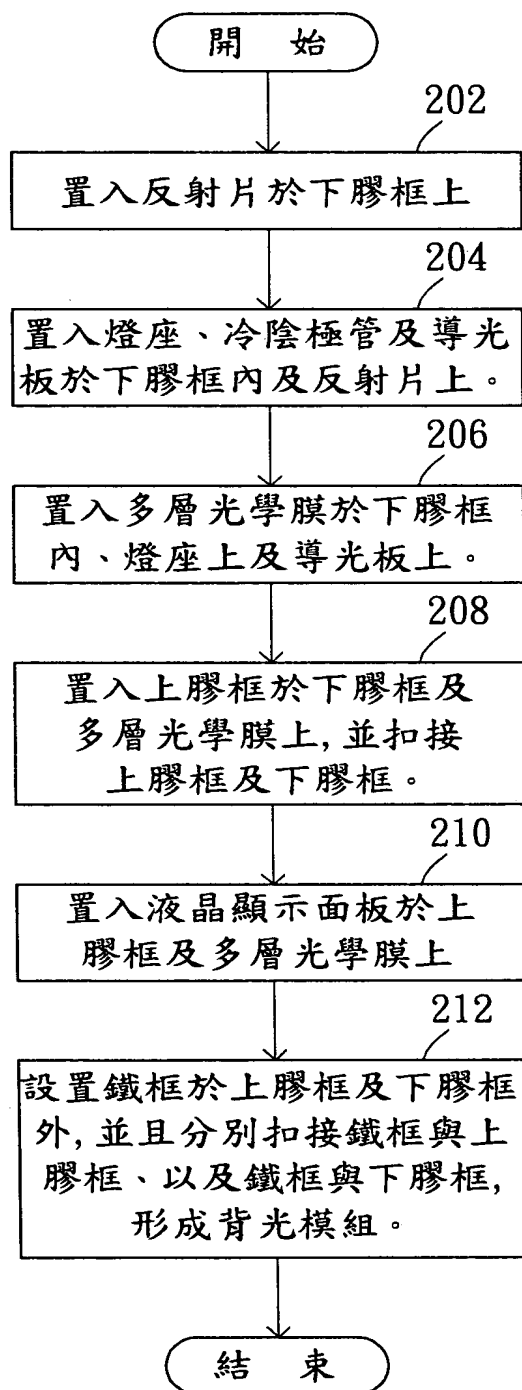 開 始
202
置入反射片於下膠框上
204
置入燈座、冷陰極管及導光
板於下膠框內及反射片上。
206
置入多層光學膜於下膠框
內、燈座上及導光板上。
208
置入上膠框於下膠框及
多層光學膜上,並扣接
上膠框及下膠框。
210
置入液晶顯示面板於上
膠框及多層光學膜上
212
設置鐵框於上膠框及下膠框
外,並且分別扣接鐵框與上
膠框、以及鐵框與下膠框,
形成背光模組。
結 束